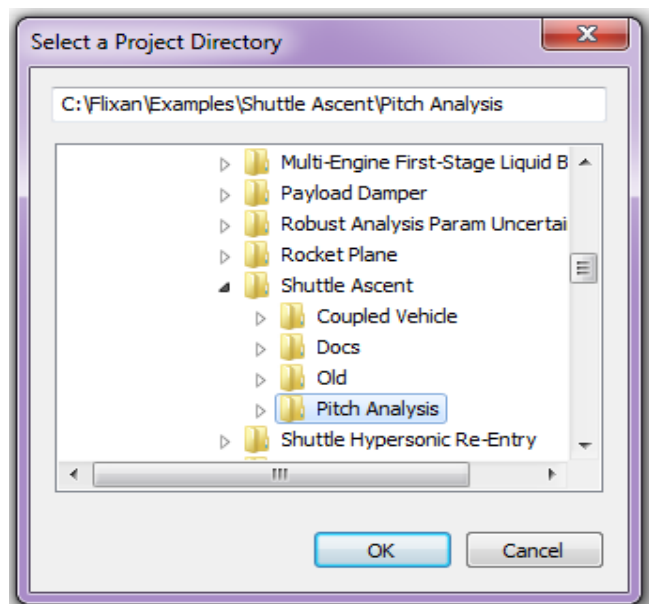 Select a Project Directory
C:\Flixan\Examples\Shuttle Ascent\Pitch Analysis
Multi-Engine First-Stage Liquid B
Payload Damper
Robust Analysis Param Uncertai
Rocket Plane
Shuttle Ascent
Coupled Vehicle
Docs
Old
Pitch Analysis
Shuttle Hypersonic Re-Entry
OK Cancel